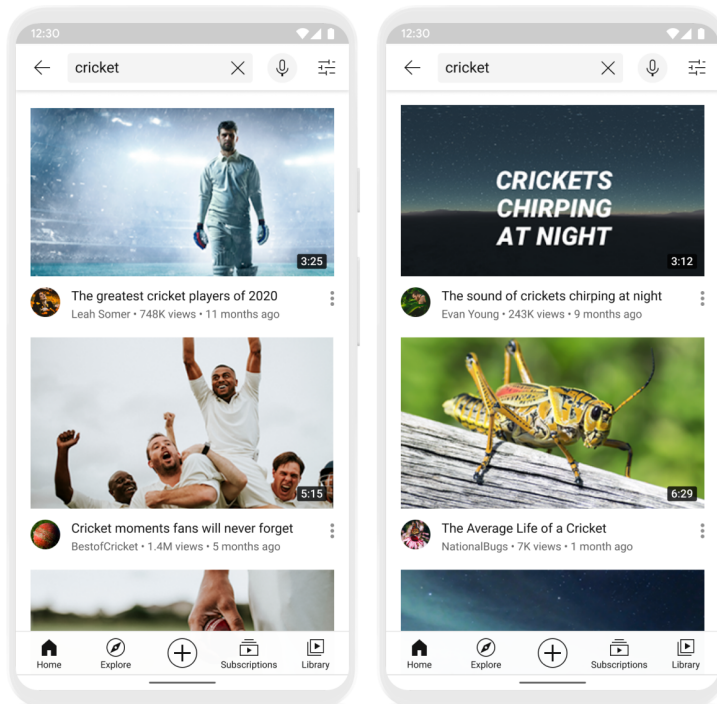 12:30
cricket
3:25
The greatest cricket players of 2020
Leah Somer • 748K views • 11 months ago
5:15
Cricket moments fans will never forget
BestofCricket • 1.4M views • 5 months ago
Home
Explore
Subscriptions
Library
12:30
cricket
CRICKETS
CHIRPING
AT NIGHT
3:12
The sound of crickets chirping at night
Evan Young • 243K views • 9 months ago
6:29
The Average Life of a Cricket
NationalBugs • 7K views • 1 month ago
Home
Explore
Subscriptions
Library